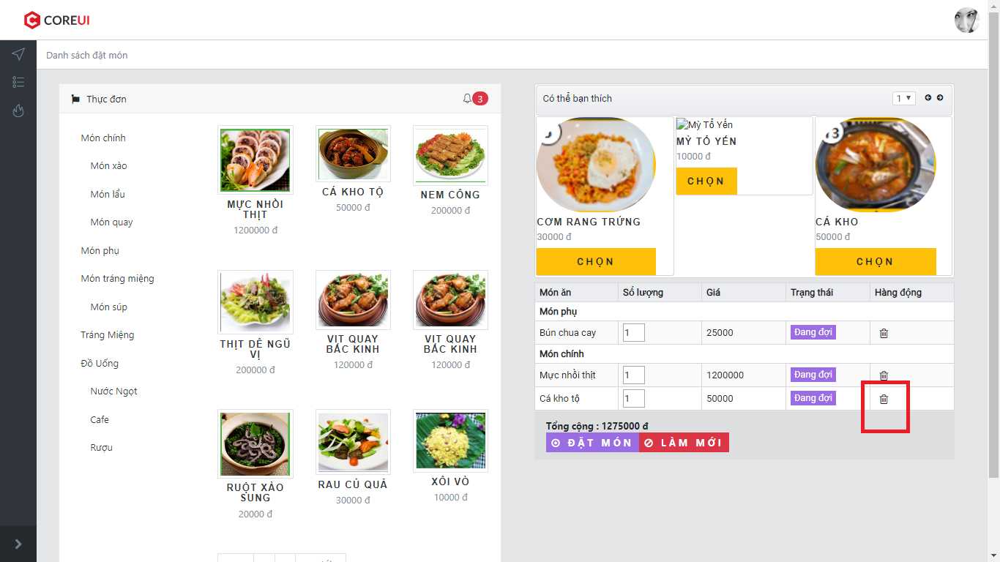 COREUI
Danh sách đặt món
Thực đơn
3
Món chính
Món xào
Món lẩu
Món quay
Món phụ
Món tráng miệng
Món súp
Tráng Miệng
Đồ Uống
Nước Ngọt
Cafe
Rượu
MỰC NHỒI
THỊT
1200000 đ
CÁ KHO TỘ
50000 đ
NEM CÔNG
200000 đ
THỊT DÊ NGŨ
VỊ
200000 đ
VIT QUAY
BẮC KINH
120000 đ
VIT QUAY
BẮC KINH
120000 đ
RUỘT XÀO
SUNG
20000 đ
RAU CỦ QUẢ
30000 đ
XÔI VÒ
10000 đ
Có thể bạn thích
1
CƠM RANG TRỨNG
30000 đ
CHỌN
Mỳ Tỏ Yến
MỲ TỎ YẾN
10000 đ
CHỌN
13
CÁ KHO
50000 đ
CHỌN
Món ăn Số lượng Giá Trạng thái Hàng động
Món phụ
Bún chua cay 1 25000 Đang đợi
Món chính
Mực nhồi thịt 1 1200000 Đang đợi
Cá kho tộ 1 50000 Đang đợi
Tổng cộng : 1275000 đ
ĐẶT MÓN LÀM MỚI